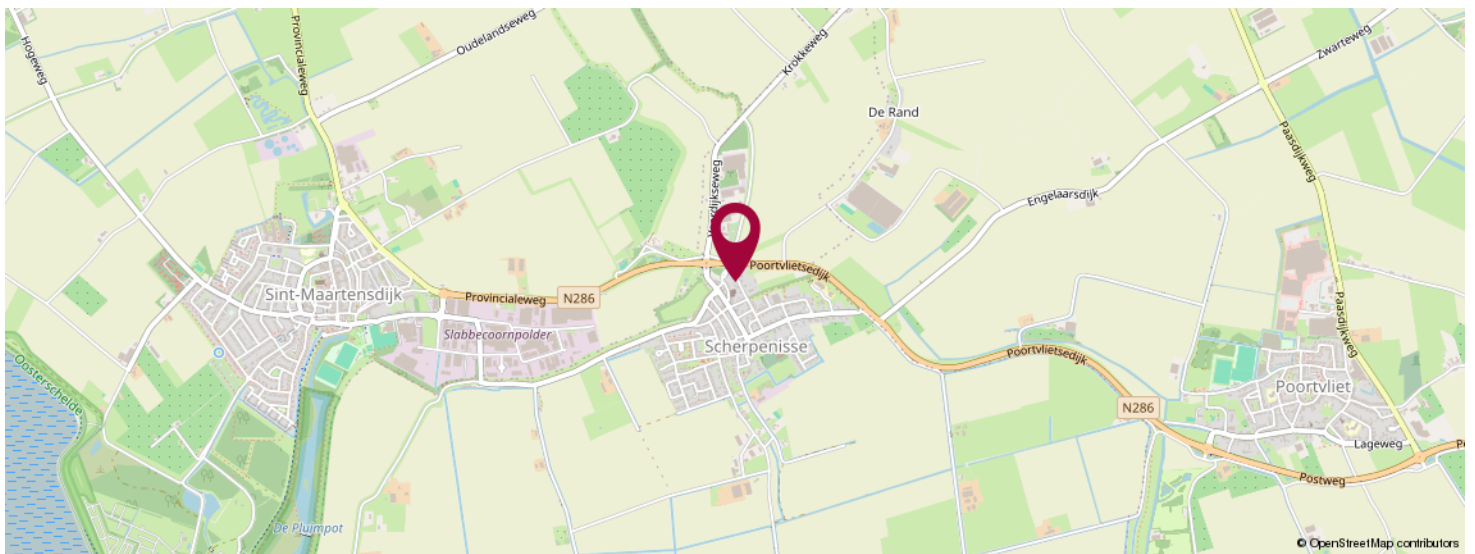 Hogeweg
Provincialeweg
Oudelandseweg
Krokkeweg
Zwarteweg
De Rand
Paasdijkweg
Engelaarsdijk
Poortvlietsedijk
Sint-Maartensdijk
Provincialeweg
N286
Slabbecoornpolder
Scherpenisse
Poortvlietsedijk
Paasdijkweg
Poortvliet
Oosterschelde
N286
Lageweg
Postweg
De Pluimpot
© OpenStreetMap contributors